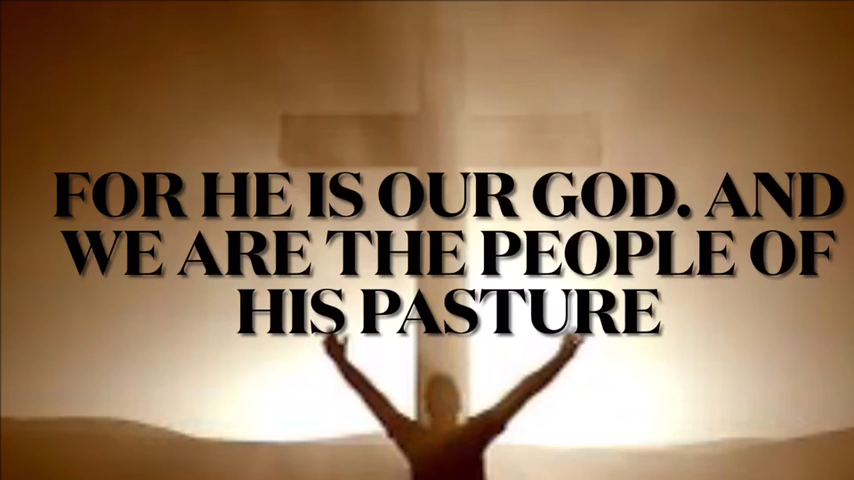 FOR HE IS OUR GOD. AND
WE ARE THE PEOPLE OF
HIS PASTURE